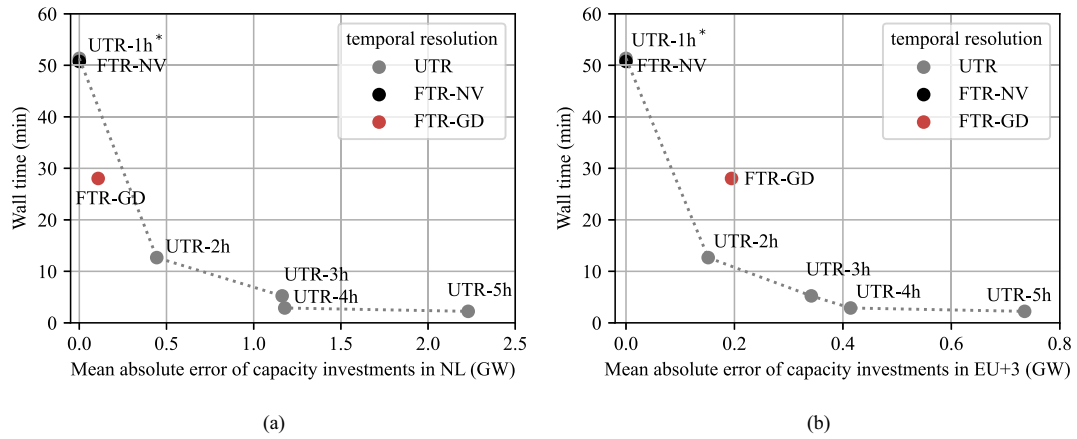 60
50
40
30
20
10
0
Wall time (min)
UTR-1h*
FTR-NV
FTR-GD
UTR-2h
UTR-3h
UTR-4h
UTR-5h
temporal resolution
UTR
FTR-NV
FTR-GD
0 0.5 1.0 1.5 2.0 2.5
Mean absolute error of capacity investments in NL (GW)
(a)
60
50
40
30
20
10
0
Wall time (min)
UTR-1h*
FTR-NV
FTR-GD
UTR-2h
UTR-3h
UTR-4h
UTR-5h
temporal resolution
UTR
FTR-NV
FTR-GD
0.0 0.2 0.4 0.6 0.8
Mean absolute error of capacity investments in EU+3 (GW)
(b)